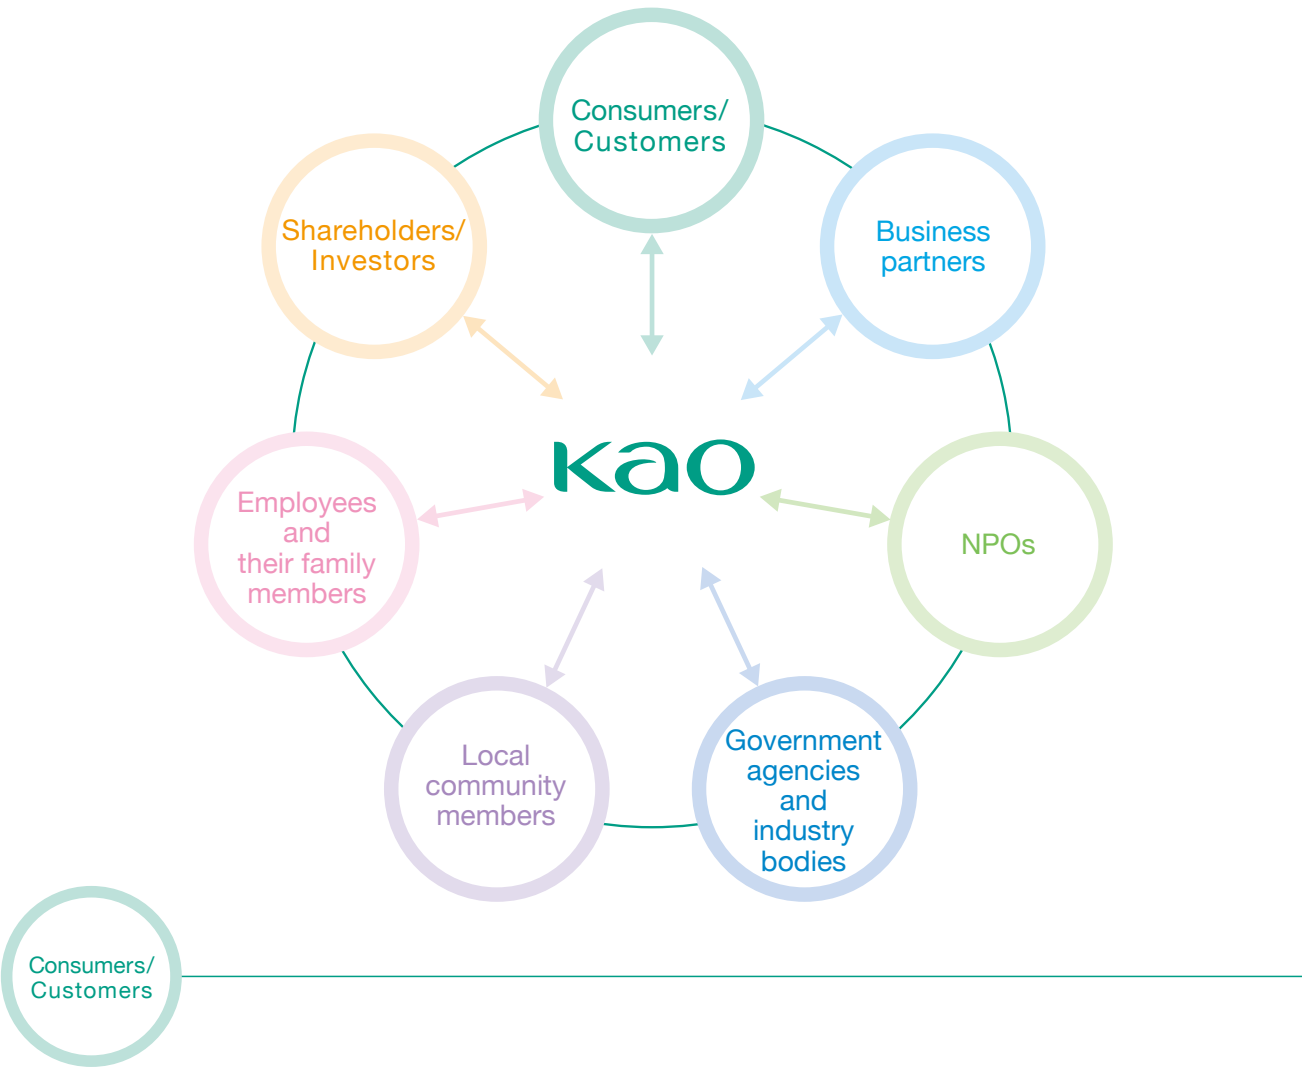 Consumers/
Customers
Shareholders/
Investors
Business
partners
Kao
Employees
and
their family
members
NPOs
Local
community
members
Government
agencies
and
industry
bodies
Consumers/
Customers